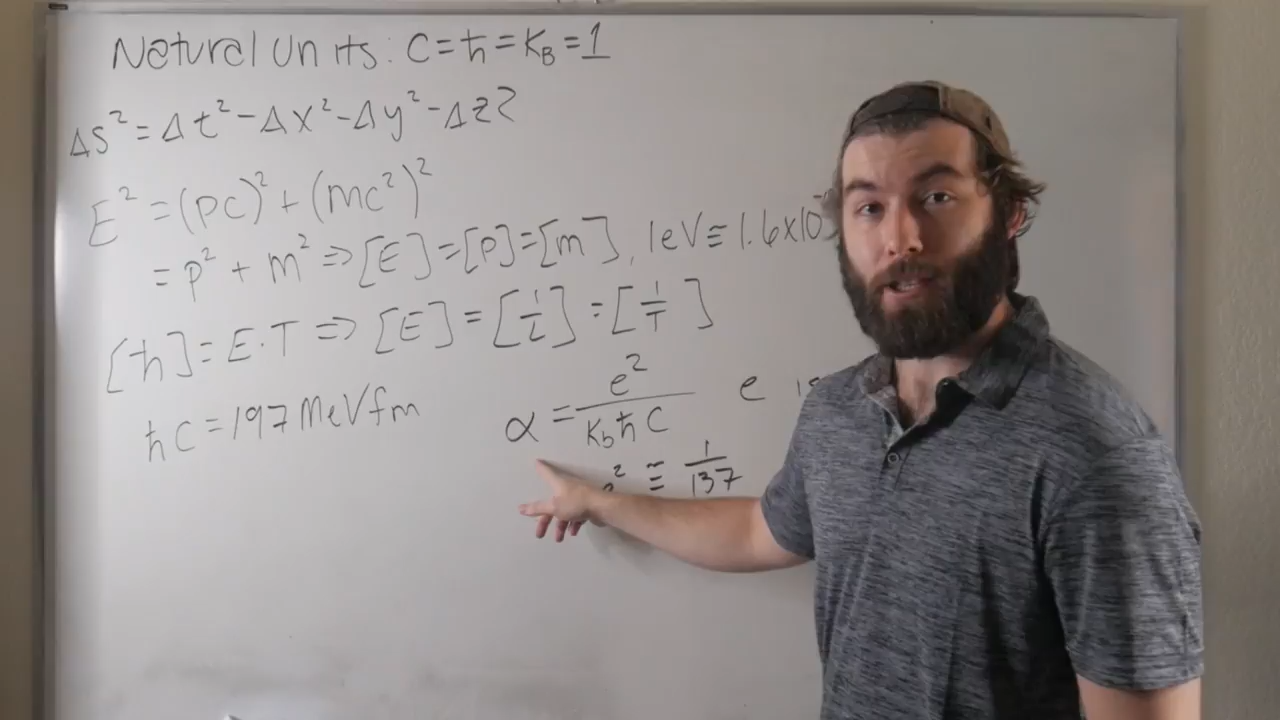 Natural Units: C = ħ = K_B = 1
ΔS² = Δt² - Δx² - Δy² - Δz²
E² = (pc)² + (mc²)²
= p² + m² ⇒ [E] = [p] = [m], 1eV ≡ 1.6×10
[ħ] = E·T ⇒ [E] = [1/L] = [1/T]
ħC = 197 MeV fm
α = e²/(K_b ħ C) e is
² ≡ 1/137